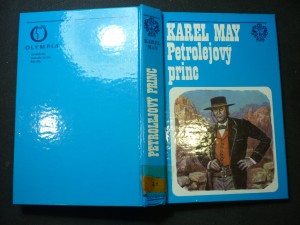 OLYMPIA
KAREL
MAY
PETROLEJOVÝ PRINC
KAREL MAY
Petrolejový
princ